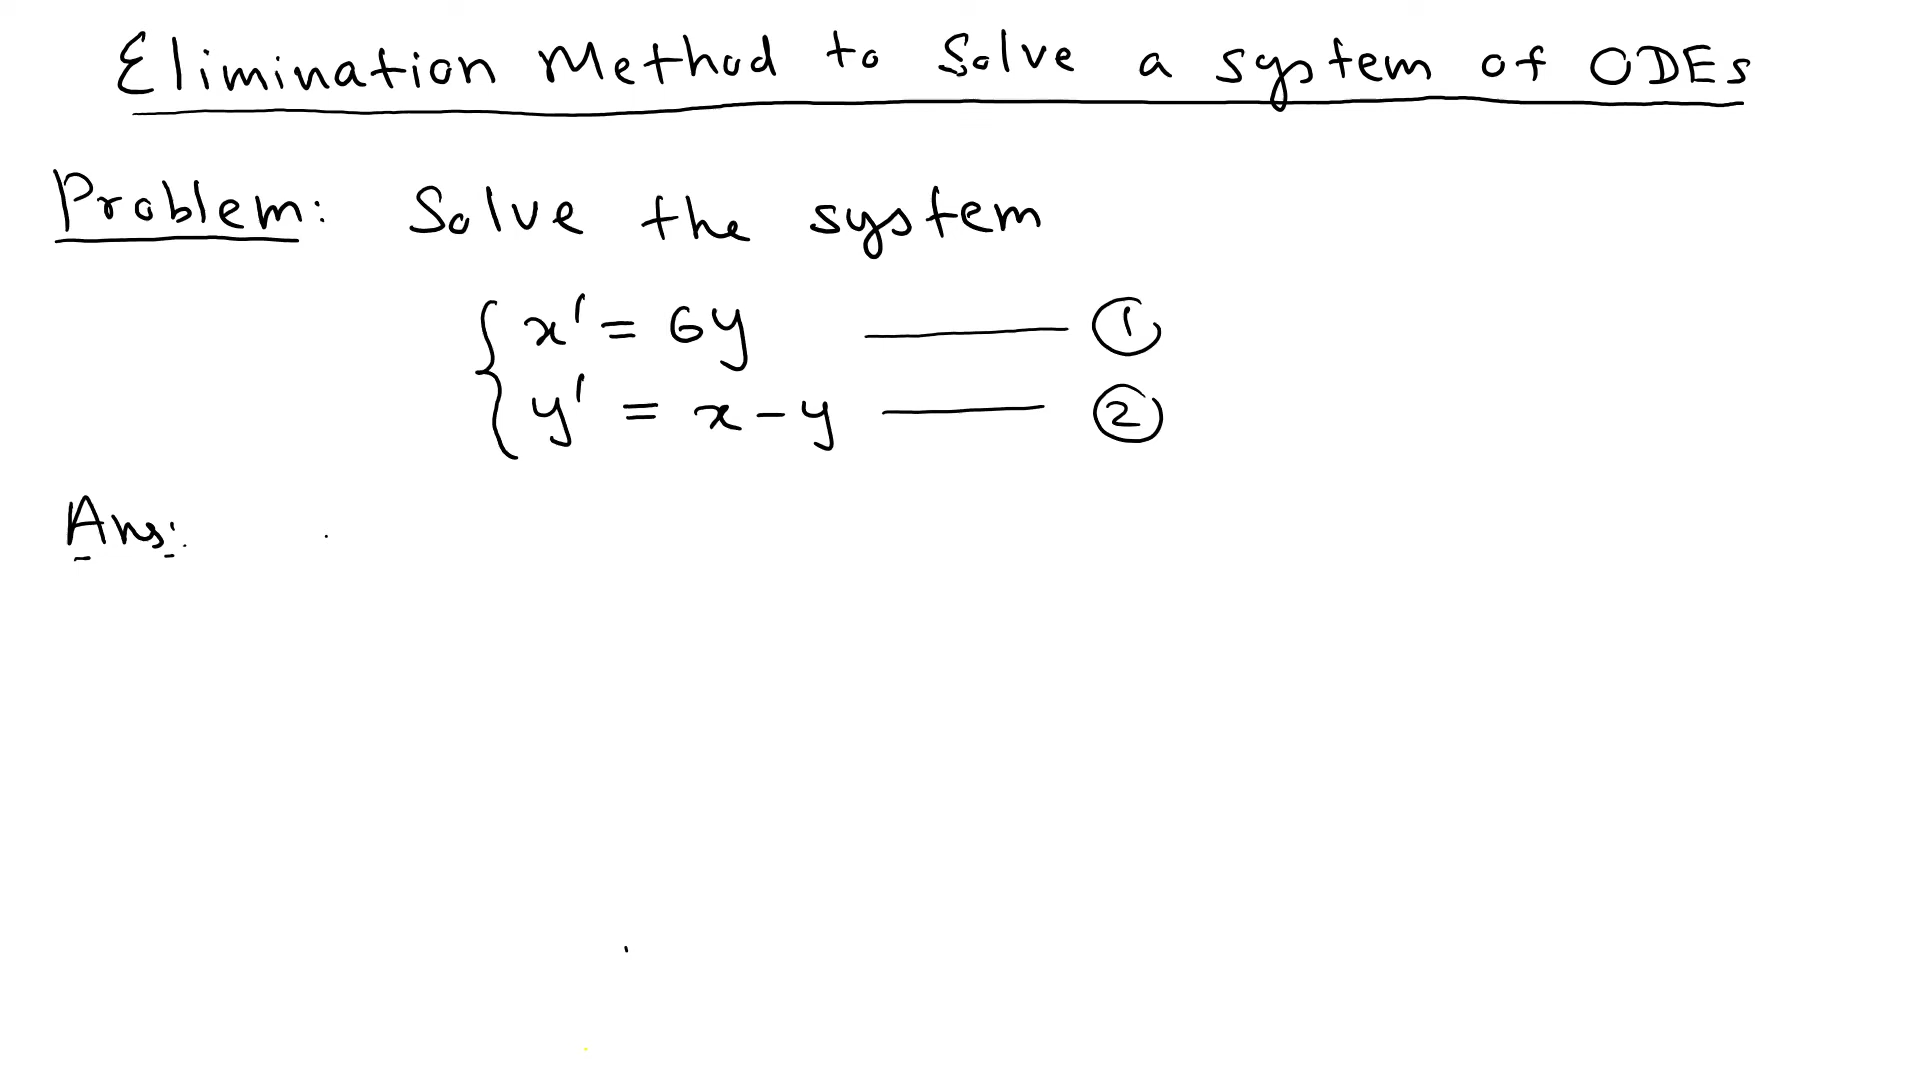 Elimination Method to Solve a system of ODEs
Problem: Solve the system
{ x' = 6y —— ①
y' = x - y —— ②
Ans: